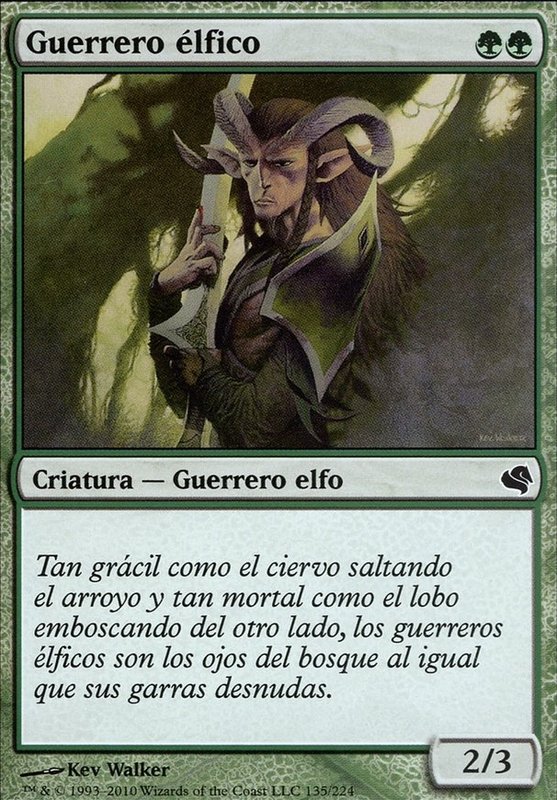 Guerrero élfico
Kev Walker
Criatura — Guerrero elfo
Tan grácil como el ciervo saltando
el arroyo y tan mortal como el lobo
emboscando del otro lado, los guerreros
élficos son los ojos del bosque al igual
que sus garras desnudas.
2/3
Kev Walker
™ & © 1993–2010 Wizards of the Coast LLC 135/224